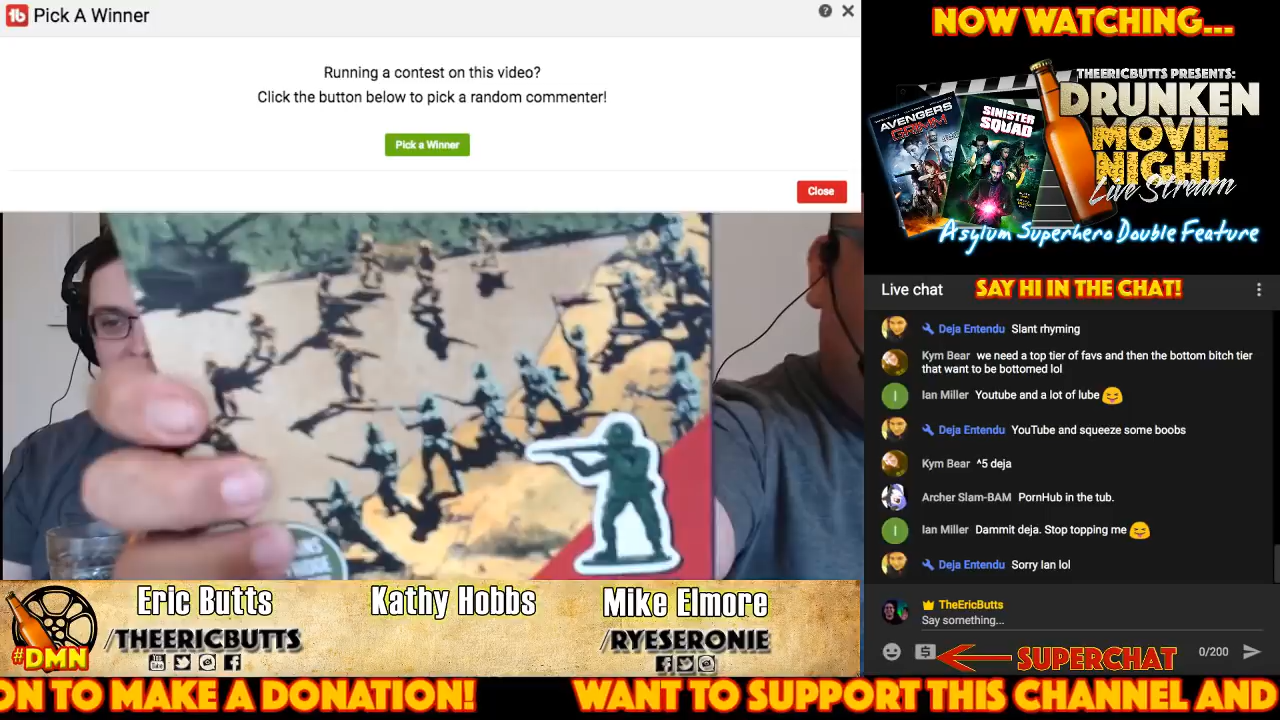 Pick A Winner
Running a contest on this video?
Click the button below to pick a random commenter!
Pick a Winner
Close
NOW WATCHING...
THEERICBUTTS PRESENTS:
DRUNKEN
MOVIE
NIGHT
Live Stream
AVENGERS
GRIMM
SINISTER
SQUAD
Asylum Superhero Double Feature
Live chat
SAY HI IN THE CHAT!
Deja Entendu Slant rhyming
Kym Bear we need a top tier of favs and then the bottom bitch tier
that want to be bottomed lol
Ian Miller Youtube and a lot of lube 😄
Deja Entendu YouTube and squeeze some boobs
Kym Bear ^5 deja
Archer Slam-BAM PornHub in the tub.
Ian Miller Dammit deja. Stop topping me 😄
Deja Entendu Sorry Ian lol
TheEricButts
Say something...
0/200
SUPERCHAT
#DMN
Eric Butts
/THEERICBUTTS
Kathy Hobbs
Mike Elmore
/RYESERONIE
ON TO MAKE A DONATION! WANT TO SUPPORT THIS CHANNEL AND